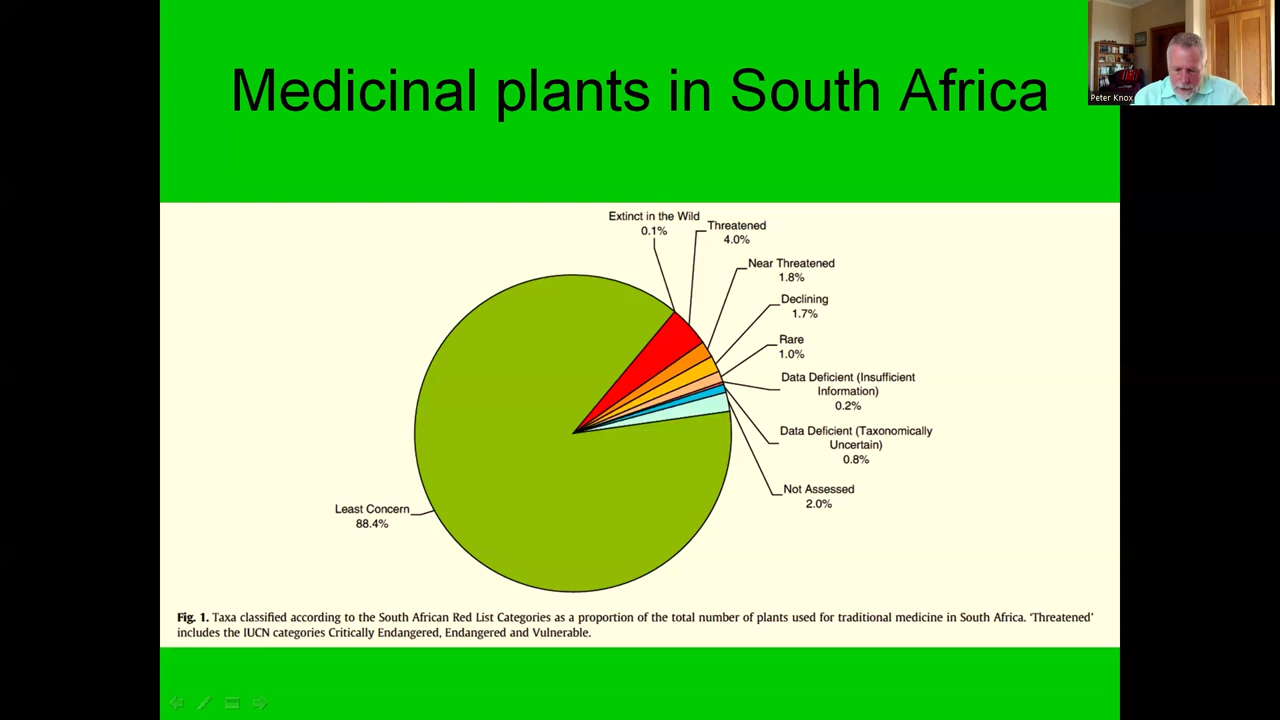 Medicinal plants in South Africa
Peter Knox
Extinct in the Wild
0.1%
Threatened
4.0%
Near Threatened
1.8%
Declining
1.7%
Rare
1.0%
Data Deficient (Insufficient
Information)
0.2%
Data Deficient (Taxonomically
Uncertain)
0.8%
Not Assessed
2.0%
Least Concern
88.4%
Fig. 1. Taxa classified according to the South African Red List Categories as a proportion of the total number of plants used for traditional medicine in South Africa. 'Threatened'
includes the IUCN categories Critically Endangered, Endangered and Vulnerable.